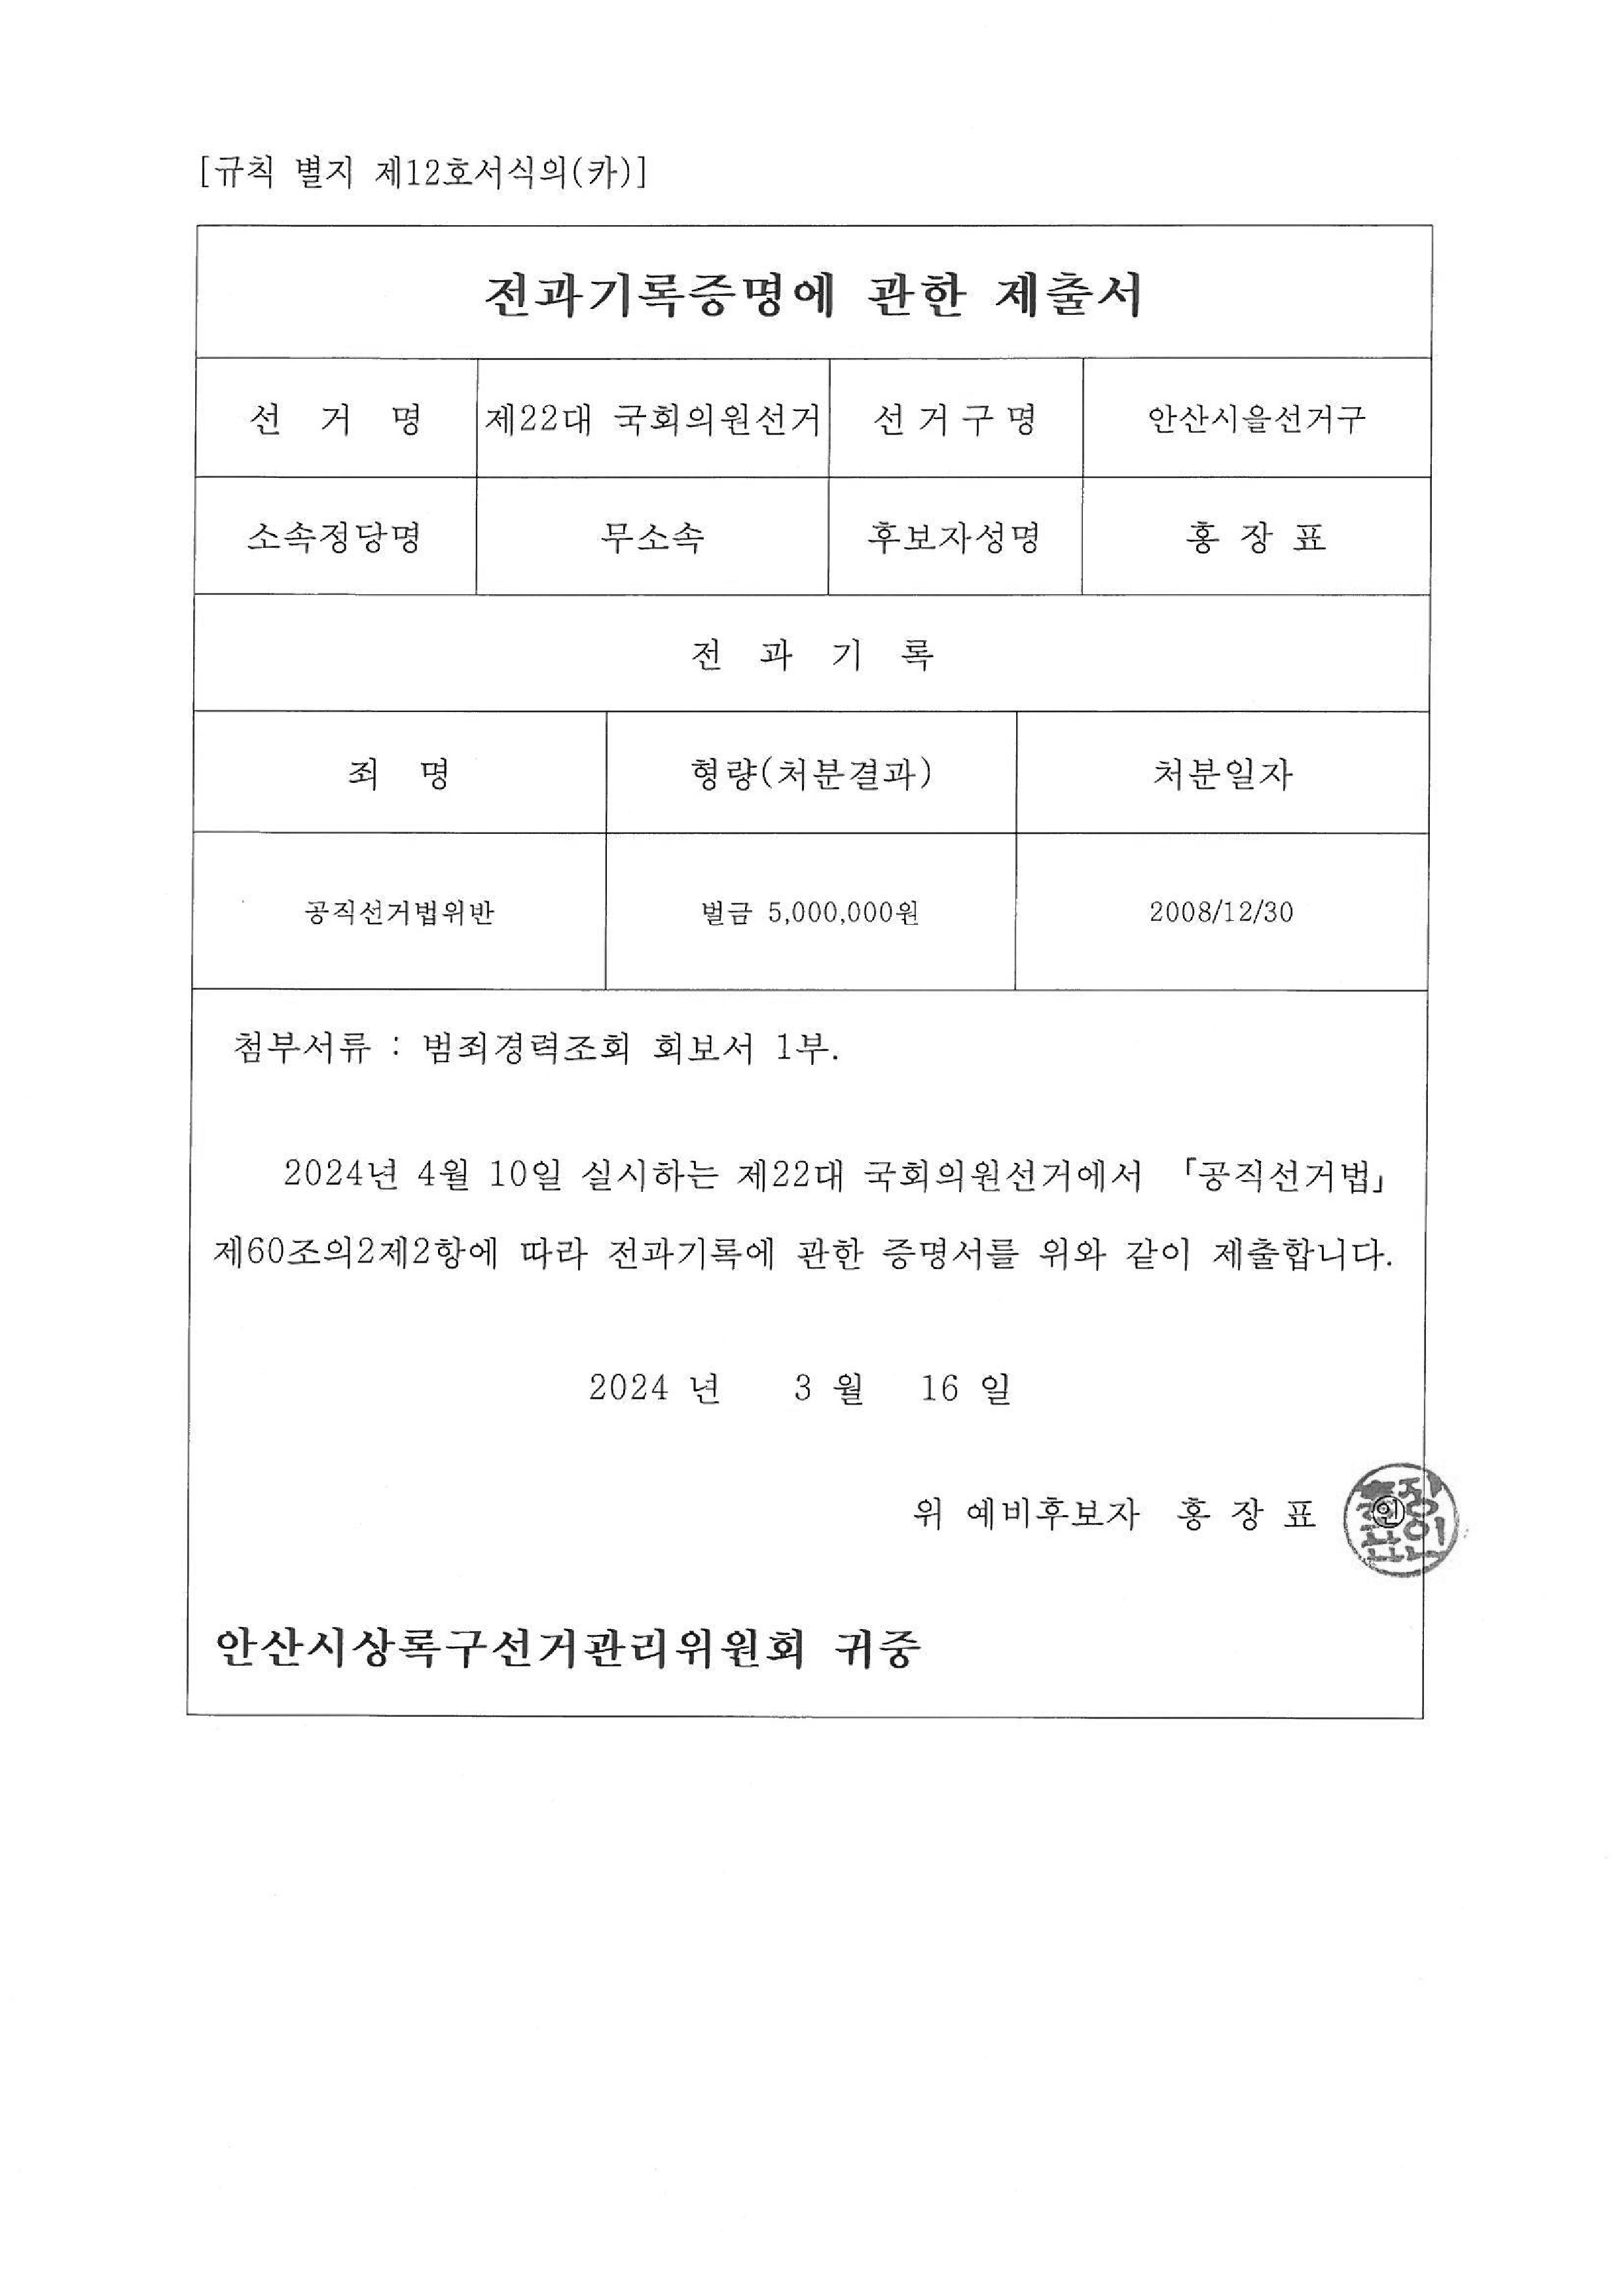 [규칙 별지 제12호서식의(카)]
전과기록증명에 관한 제출서
선 거 명 제22대 국회의원선거 선 거 구 명 안산시을선거구
소속정당명 무소속 후보자성명 홍 장 표
전 과 기 록
죄 명 형량(처분결과) 처분일자
공직선거법위반 벌금 5,000,000원 2008/12/30
첨부서류 : 범죄경력조회 회보서 1부.
2024년 4월 10일 실시하는 제22대 국회의원선거에서 「공직선거법」
제60조의2제2항에 따라 전과기록에 관한 증명서를 위와 같이 제출합니다.
2024 년 3 월 16 일
위 예비후보자 홍 장 표 ㊞
안산시상록구선거관리위원회 귀중